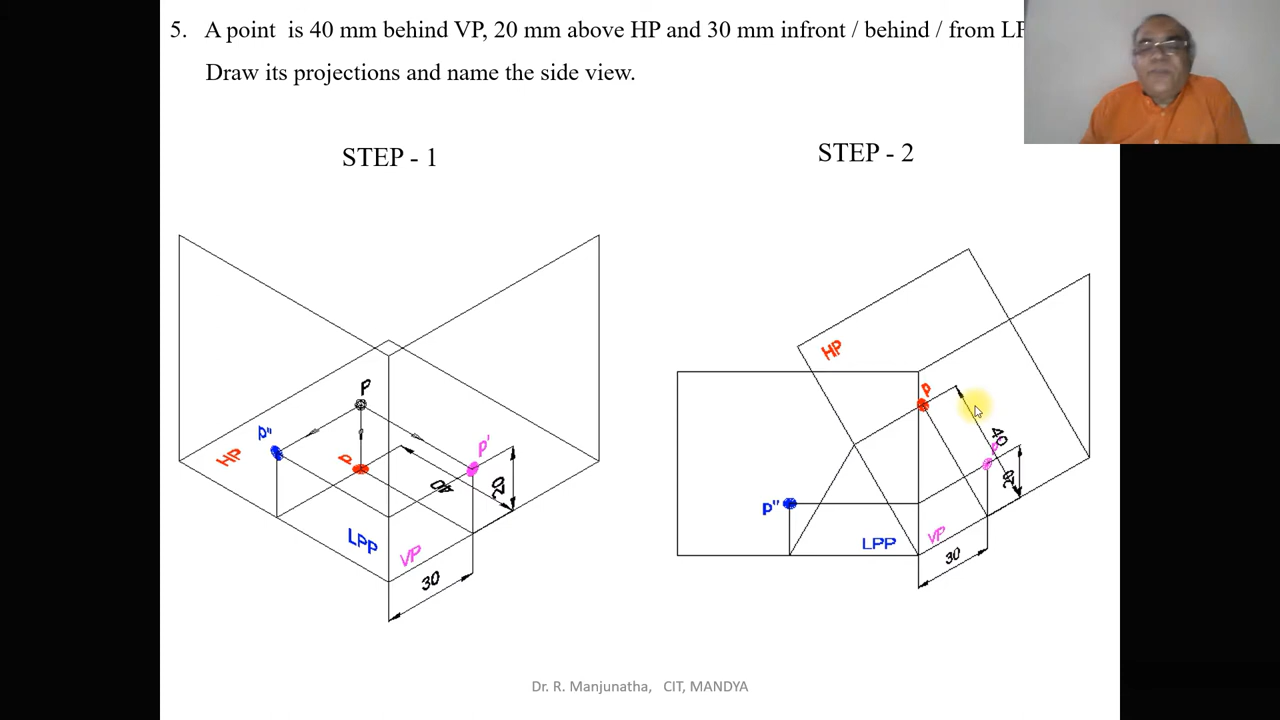 5. A point is 40 mm behind VP, 20 mm above HP and 30 mm infront / behind / from
Draw its projections and name the side view.
STEP - 1
STEP - 2
P
p"
HP
p
p'
40
20
LPP
VP
30
HP
p
40
20
p"
LPP
VP
30
Dr. R. Manjunatha, CIT, MANDYA